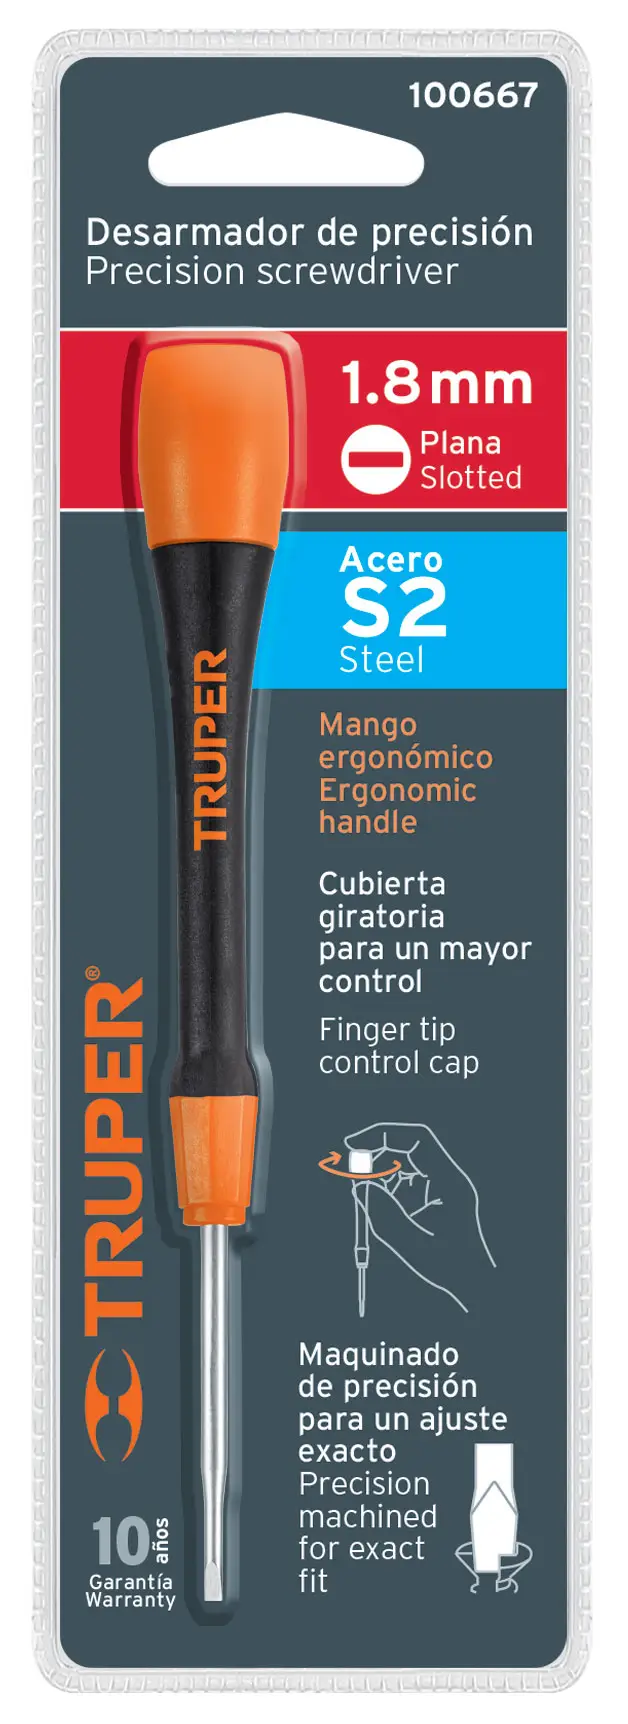 100667
Desarmador de precisión
Precision screwdriver
1.8mm
Plana
Slotted
Acero
S2
Steel
TRUPER
Mango
ergonómico
Ergonomic
handle
Cubierta
giratoria
para un mayor
control
Finger tip
control cap
TRUPER®
Maquinado
de precisión
para un ajuste
exacto
Precision
machined
for exact
fit
10 años
Garantía
Warranty